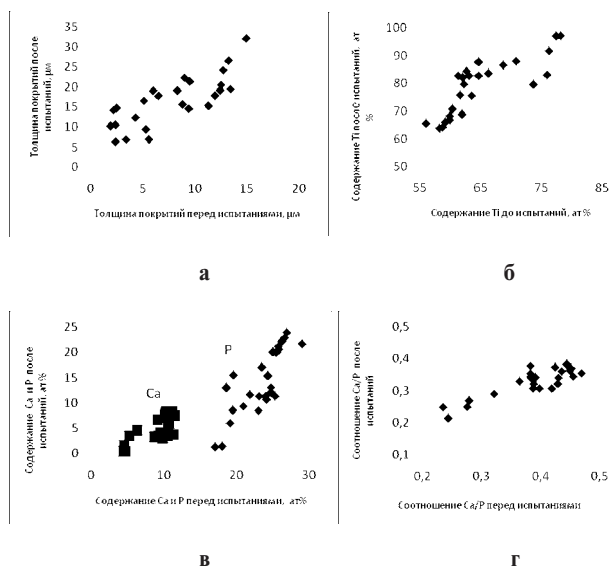 Толщина покрытий после
испытаний, μм
35
30
25
20
15
10
5
0
0 5 10 15 20
Толщина покрытий перед испытаниями, μм
а
Содержание Ti после испытаний, ат
%
100
90
80
70
60
50
55 65 75 85
Содержание Ti до испытаний, ат%
б
Содержание Ca и P после
испытаний, ат%
25
20
15
10
5
0
Ca
P
0 10 20 30
Содержание Ca и P перед испытаниями, ат%
в
Соотношение Ca/P после
испытаний
0,5
0,4
0,3
0,2
0,1
0,2 0,3 0,4 0,5
Соотношение Ca/P перед испытаниями
г